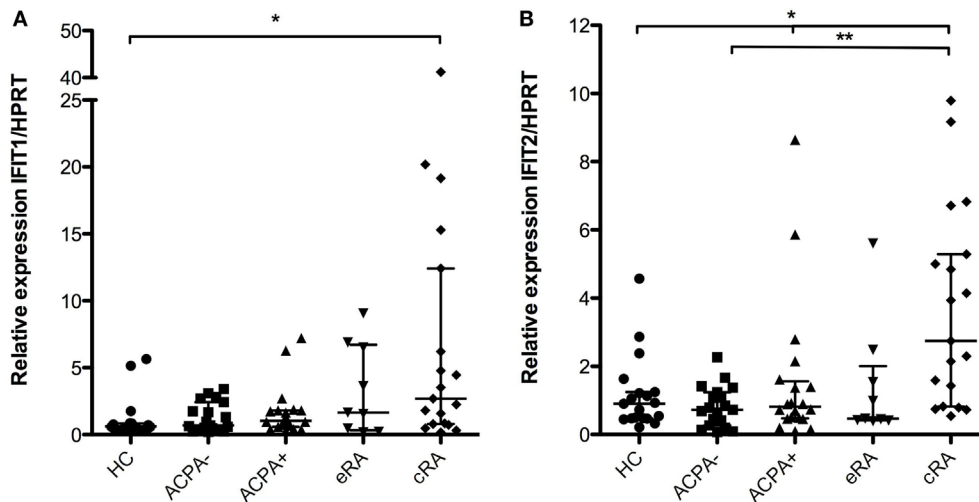 A
*
Relative expression IFIT1/HPRT
50
40
25
20
15
10
5
0
HC
ACPA-
ACPA+
eRA
cRA
B
*
**
Relative expression IFIT2/HPRT
12
10
8
6
4
2
0
HC
ACPA-
ACPA+
eRA
cRA